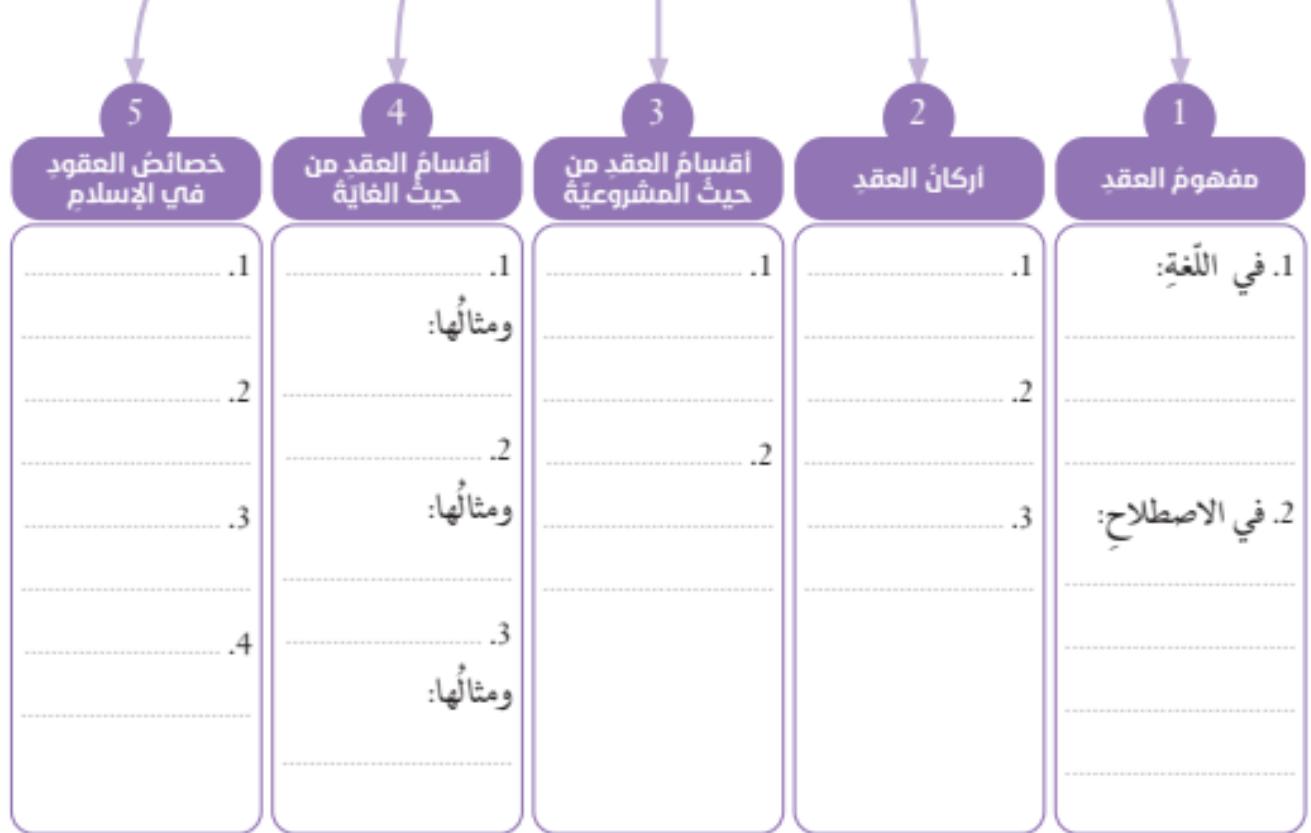 1
مفهومُ العقدِ
1. في اللّغةِ:
2. في الاصطلاحِ:
2
أركانُ العقدِ
1.
2.
3.
3
أقسامُ العقدِ من
حيثُ المشروعيّةُ
1.
2.
4
أقسامُ العقدِ من
حيثُ الغايَةُ
1.
ومثالُها:
2.
ومثالُها:
3.
ومثالُها:
5
خصائصُ العقودِ
في الإسلامِ
1.
2.
3.
4.